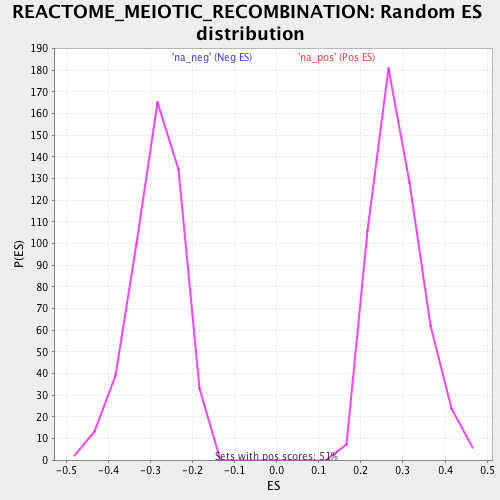 REACTOME_MEIOTIC_RECOMBINATION: Random ES
distribution
'na_neg' (Neg ES)
'na_pos' (Pos ES)
190
180
170
160
150
140
130
120
110
100
90
80
70
60
50
40
30
20
10
0
P(ES)
Sets with pos scores: 51%
-0.5 -0.4 -0.3 -0.2 -0.1 0.0 0.1 0.2 0.3 0.4 0.5
ES